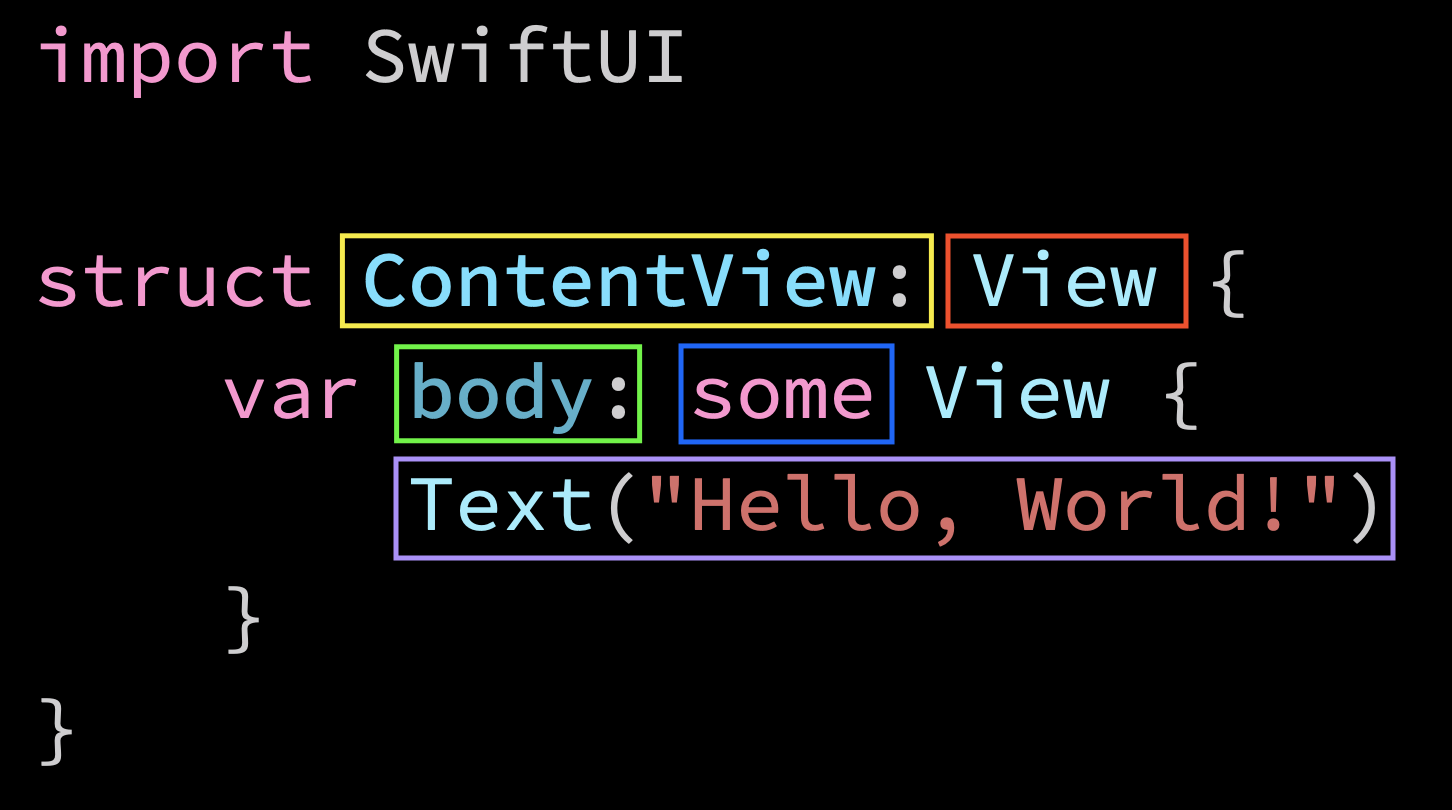 import SwiftUI
struct ContentView: View {
var body: some View {
Text("Hello, World!")
}
}